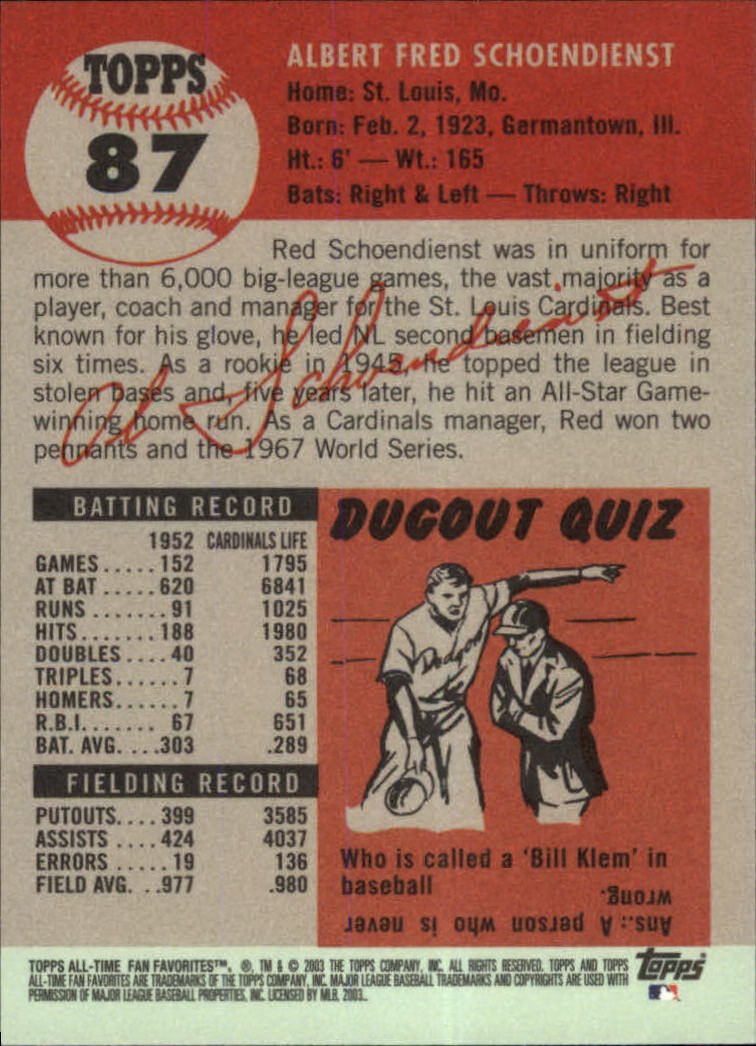 TOPPS
87
ALBERT FRED SCHOENDIENST
Home: St. Louis, Mo.
Born: Feb. 2, 1923, Germantown, Ill.
Ht.: 6' — Wt.: 165
Bats: Right & Left — Throws: Right
Red Schoendienst was in uniform for
more than 6,000 big-league games, the vast majority as a
player, coach and manager for the St. Louis Cardinals. Best
known for his glove, he led NL second basemen in fielding
six times. As a rookie in 1945, he topped the league in
stolen bases and, five years later, he hit an All-Star Game-
winning home run. As a Cardinals manager, Red won two
pennants and the 1967 World Series.
Al Schoendienst
BATTING RECORD
1952 CARDINALS LIFE
GAMES.....152 1795
AT BAT.....620 6841
RUNS.......91 1025
HITS.......188 1980
DOUBLES....40 352
TRIPLES......7 68
HOMERS......7 65
R.B.I....... 67 651
BAT. AVG. ...303 .289
FIELDING RECORD
PUTOUTS....399 3585
ASSISTS ....424 4037
ERRORS .....19 136
FIELD AVG. ..977 .980
DUGOUT QUIZ
Dodgers
Who is called a 'Bill Klem' in
baseball
Ans.: A person who is never
wrong.
TOPPS ALL-TIME FAN FAVORITES™. ®, TM & © 2003 THE TOPPS COMPANY, INC. ALL RIGHTS RESERVED. TOPPS AND TOPPS
ALL-TIME FAN FAVORITES ARE TRADEMARKS OF THE TOPPS COMPANY, INC. MAJOR LEAGUE BASEBALL TRADEMARKS AND COPYRIGHTS ARE USED WITH
PERMISSION OF MAJOR LEAGUE BASEBALL PROPERTIES, INC. LICENSED BY MLB, 2003..
topps